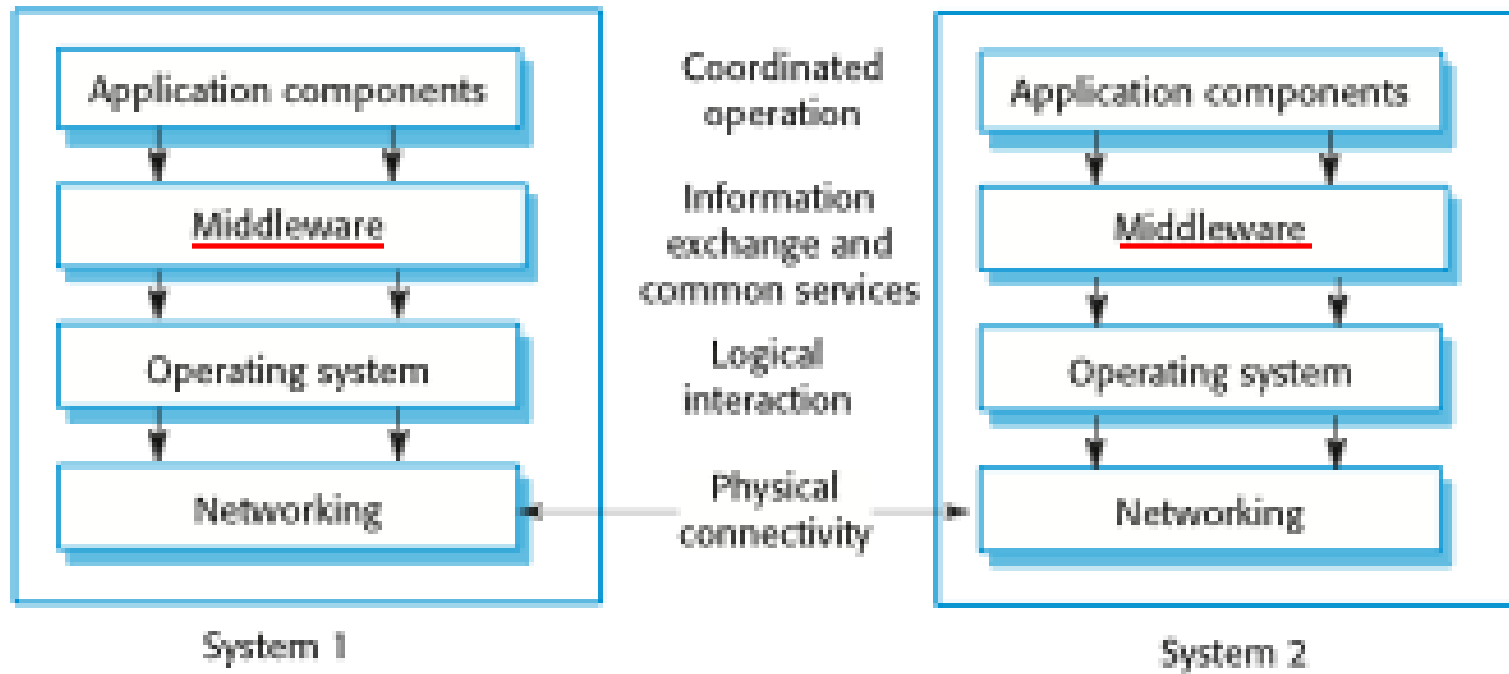 Application components
Middleware
Operating system
Networking
System 1
Coordinated
operation
Information
exchange and
common services
Logical
interaction
Physical
connectivity
Application components
Middleware
Operating system
Networking
System 2